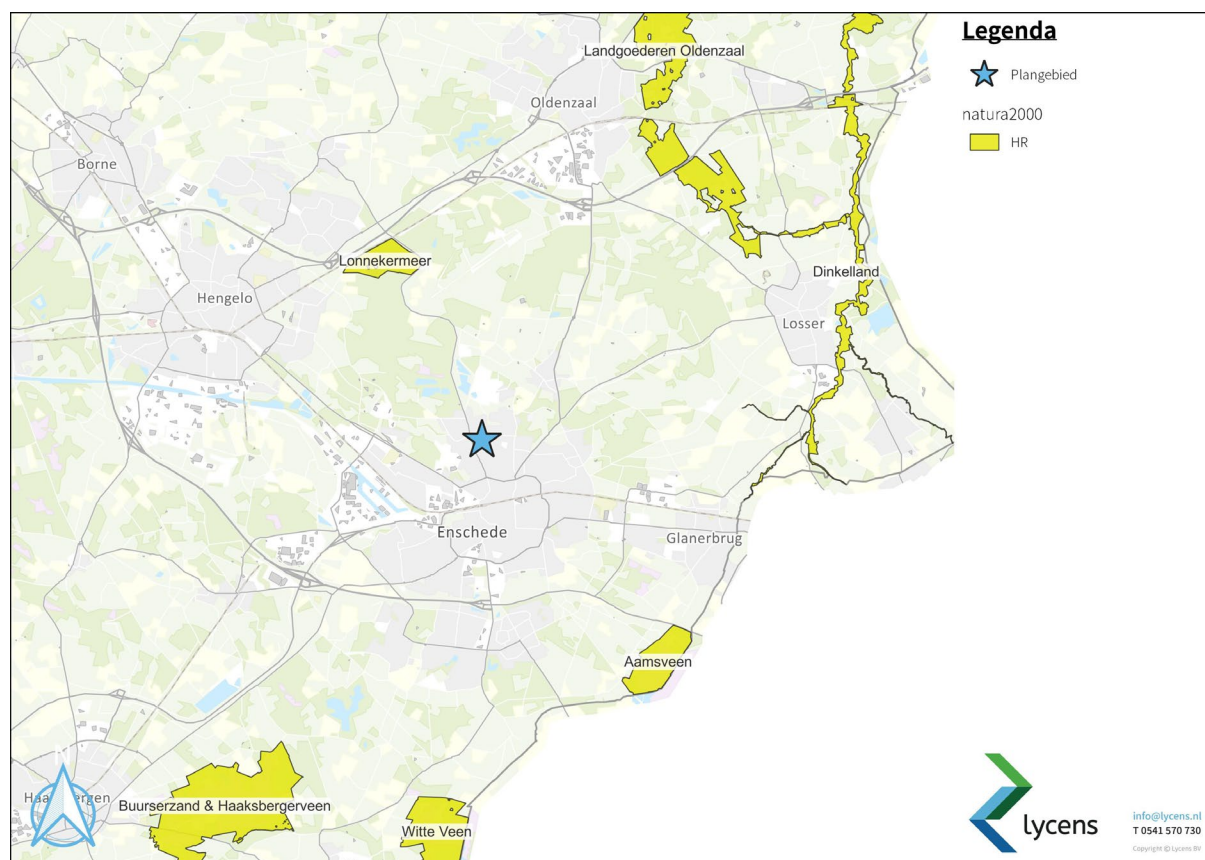 Legenda
Plangebied
natura2000
HR
Landgoederen Oldenzaal
Oldenzaal
Borne
Lonnekermeer
Hengelo
Dinkelland
Losser
Enschede
Glanerbrug
Aamsveen
Buurserzand & Haaksbergerveen
Witte Veen
lycens
info@lycens.nl
T 0541 570 730
Copyright © Lycens BV